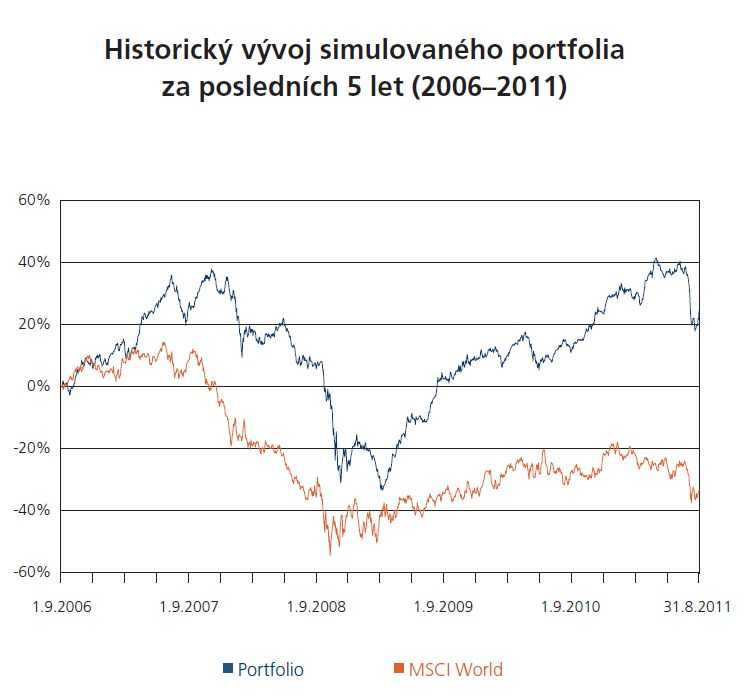 Historický vývoj simulovaného portfolia
za posledních 5 let (2006–2011)
60%
40%
20%
0%
-20%
-40%
-60%
1.9.2006 1.9.2007 1.9.2008 1.9.2009 1.9.2010 31.8.2011
Portfolio MSCI World